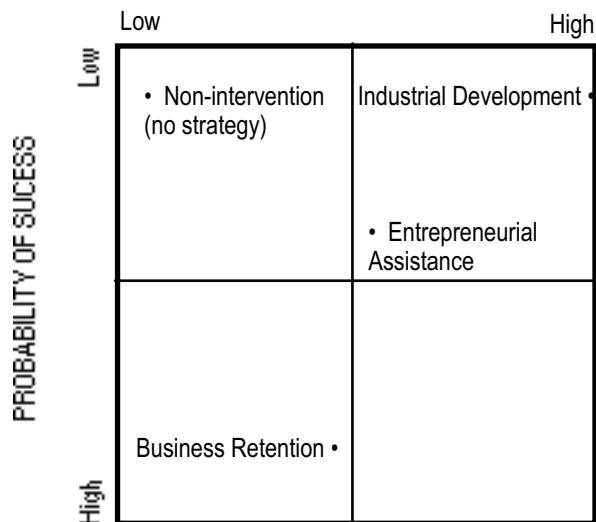 Low High
Low
• Non-intervention
(no strategy)
Industrial Development •
PROBABILITY OF SUCESS
• Entrepreneurial
Assistance
Business Retention •
High